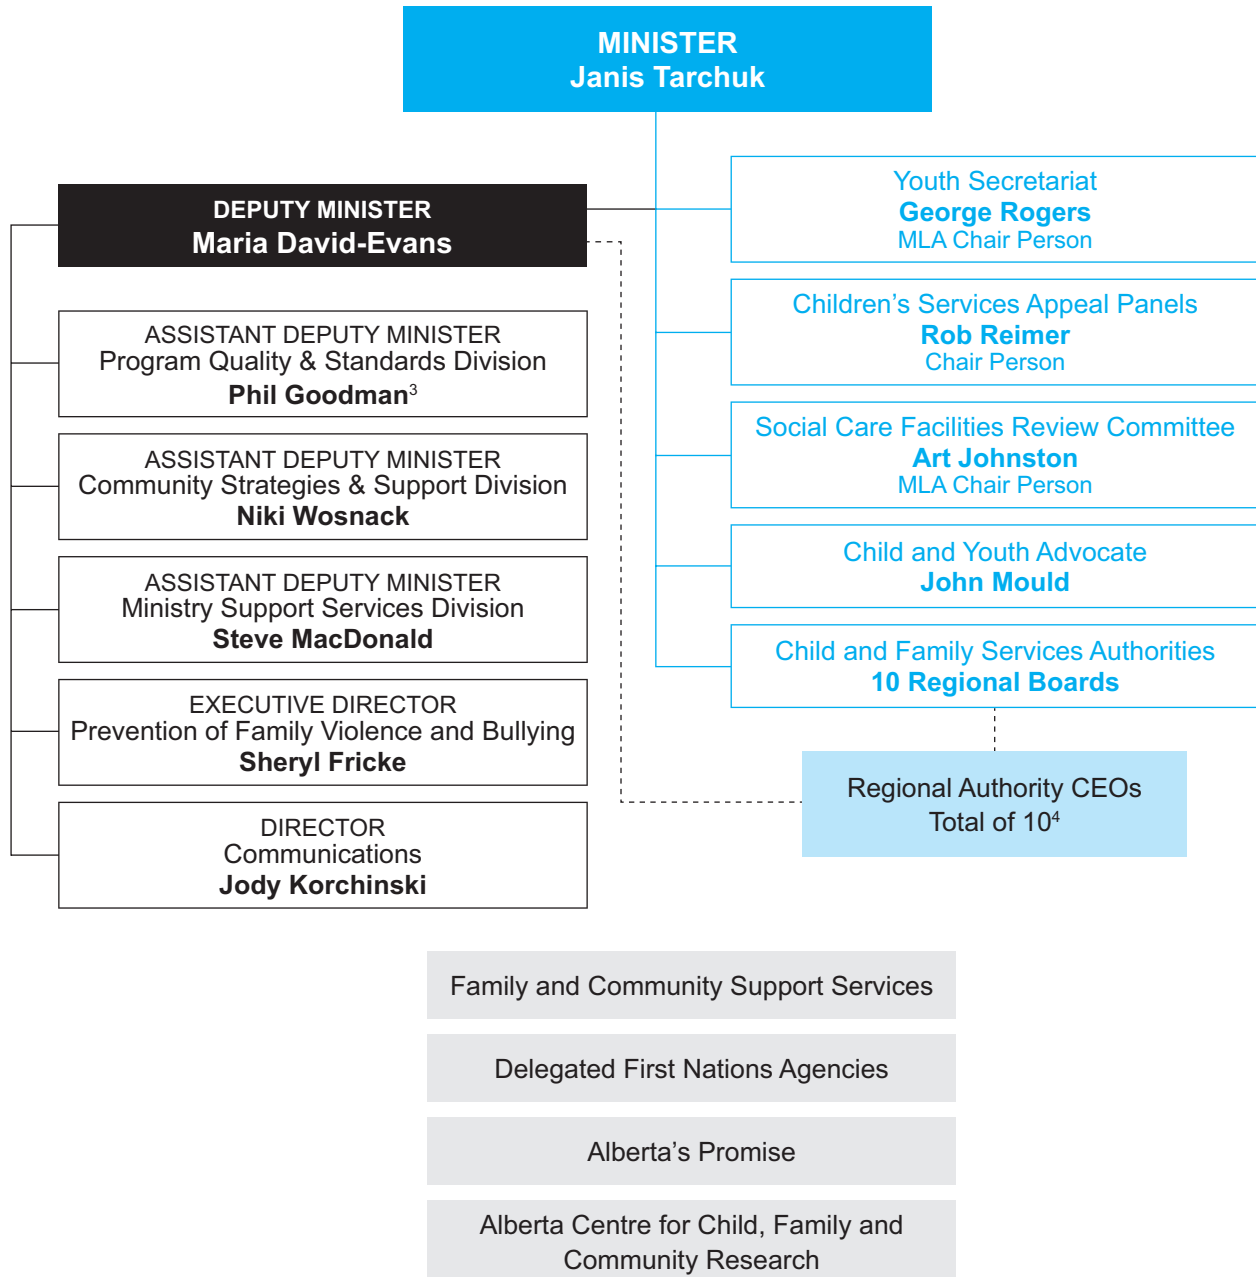 MINISTER
Janis Tarchuk
DEPUTY MINISTER
Maria David-Evans
ASSISTANT DEPUTY MINISTER
Program Quality & Standards Division
Phil Goodman³
ASSISTANT DEPUTY MINISTER
Community Strategies & Support Division
Niki Wosnack
ASSISTANT DEPUTY MINISTER
Ministry Support Services Division
Steve MacDonald
EXECUTIVE DIRECTOR
Prevention of Family Violence and Bullying
Sheryl Fricke
DIRECTOR
Communications
Jody Korchinski
Youth Secretariat
George Rogers
MLA Chair Person
Children’s Services Appeal Panels
Rob Reimer
Chair Person
Social Care Facilities Review Committee
Art Johnston
MLA Chair Person
Child and Youth Advocate
John Mould
Child and Family Services Authorities
10 Regional Boards
Regional Authority CEOs
Total of 10⁴
Family and Community Support Services
Delegated First Nations Agencies
Alberta’s Promise
Alberta Centre for Child, Family and
Community Research